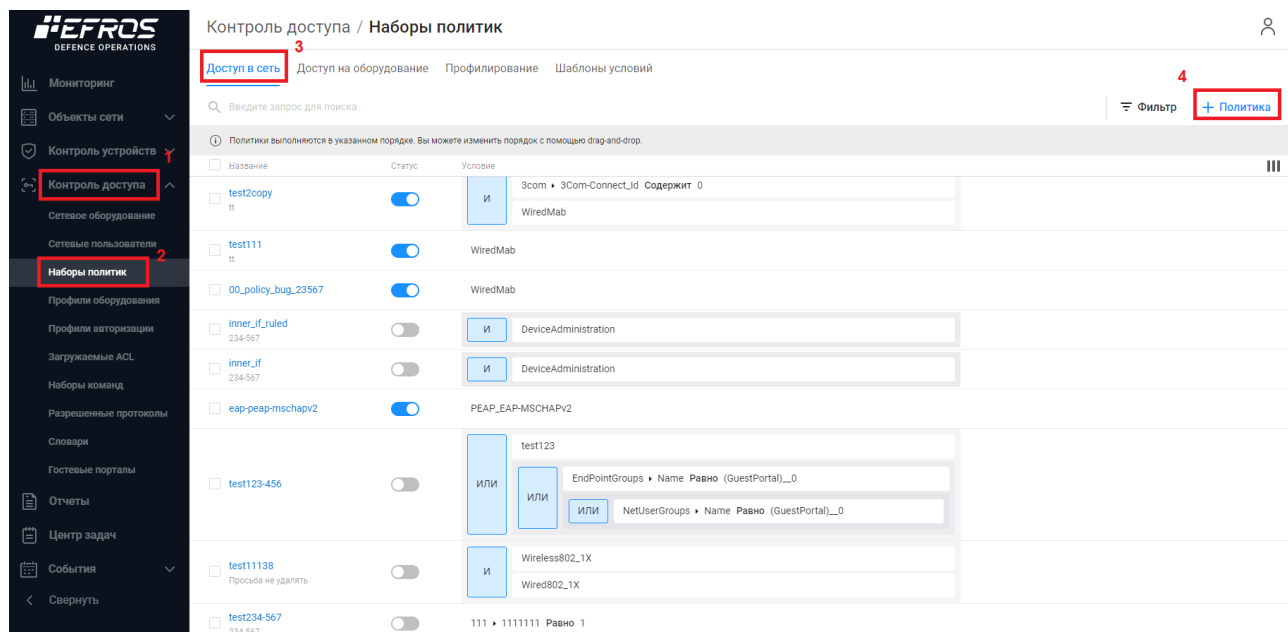 EFROS
DEFENCE OPERATIONS
Мониторинг
Объекты сети
Контроль устройств
1
Контроль доступа
Сетевое оборудование
Сетевые пользователи
2
Наборы политик
Профили оборудования
Профили авторизации
Загружаемые ACL
Наборы команд
Разрешенные протоколы
Словари
Гостевые порталы
Отчеты
Центр задач
События
Свернуть
Контроль доступа / Наборы политик
3
Доступ в сеть Доступ на оборудование Профилирование Шаблоны условий
4
Введите запрос для поиска Фильтр + Политика
Политики выполняются в указанном порядке. Вы можете изменить порядок с помощью drag-and-drop.
Название Статус Условие
test2copy
tt
И
3com ▸ 3Com-Connect_Id Содержит 0
WiredMab
test111
tt
WiredMab
00_policy_bug_23567 WiredMab
inner_if_ruled
234-567
И DeviceAdministration
inner_if
234-567
И DeviceAdministration
eap-peap-mschapv2 PEAP_EAP-MSCHAPv2
test123-456
ИЛИ
test123
ИЛИ
EndPointGroups ▸ Name Равно (GuestPortal)__0
ИЛИ NetUserGroups ▸ Name Равно (GuestPortal)__0
test11138
Просьба не удалять
И
Wireless802_1X
Wired802_1X
test234-567
234-567
111 ▸ 1111111 Равно 1